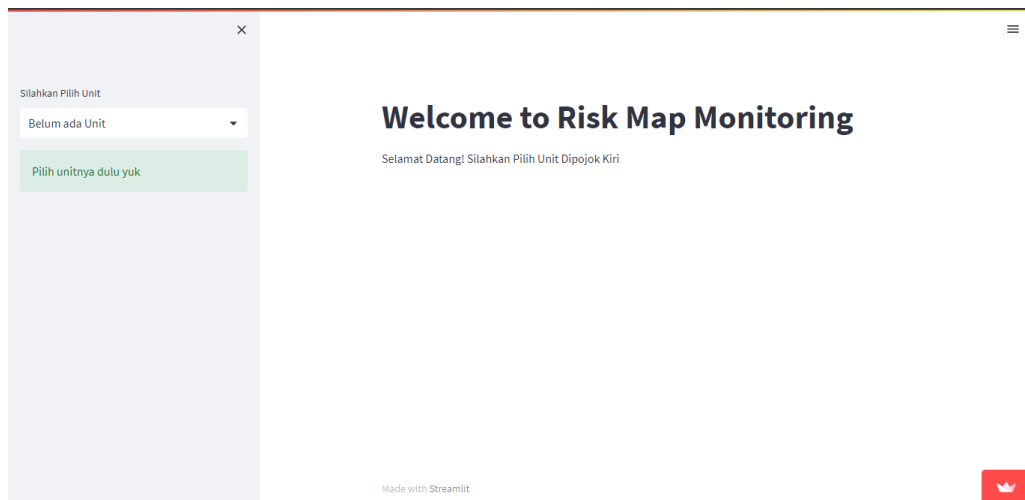 Silahkan Pilih Unit
Belum ada Unit
Pilih unitnya dulu yuk
Welcome to Risk Map Monitoring
Selamat Datang! Silahkan Pilih Unit Dipojok Kiri
Made with Streamlit